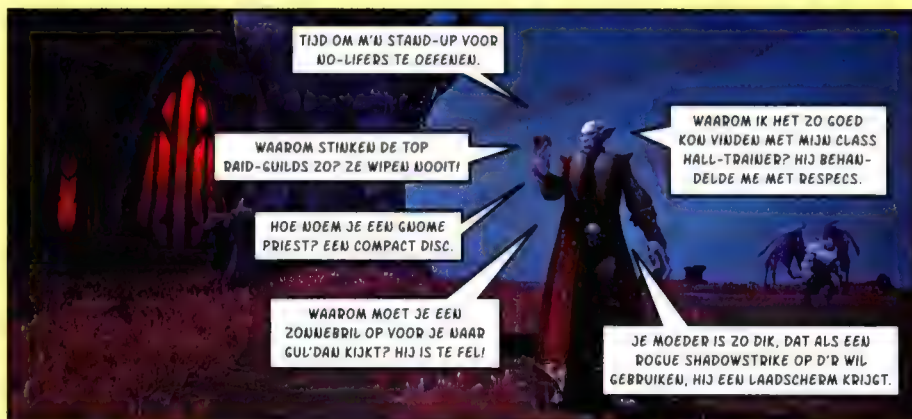 TIJD OM M'N STAND-UP VOOR
NO-LIFERS TE OEFENEN.
WAAROM STINKEN DE TOP
RAID-GUILDS ZO? ZE WIPEN NOOIT!
HOE NOEM JE EEN GNOME
PRIEST? EEN COMPACT DISC.
WAAROM MOET JE EEN
ZONNEBRIL OP VOOR JE NAAR
GUL'DAN KIJKT? HIJ IS TE FEL!
WAAROM IK HET ZO GOED
KON VINDEN MET MIJN CLASS
HALL-TRAINER? HIJ BEHAN-
DELDE ME MET RESPECS.
JE MOEDER IS ZO DIK, DAT ALS EEN
ROGUE SHADOWSTRIKE OP D'R WIL
GEBRUIKEN, HIJ EEN LAADSCHERM KRIJGT.